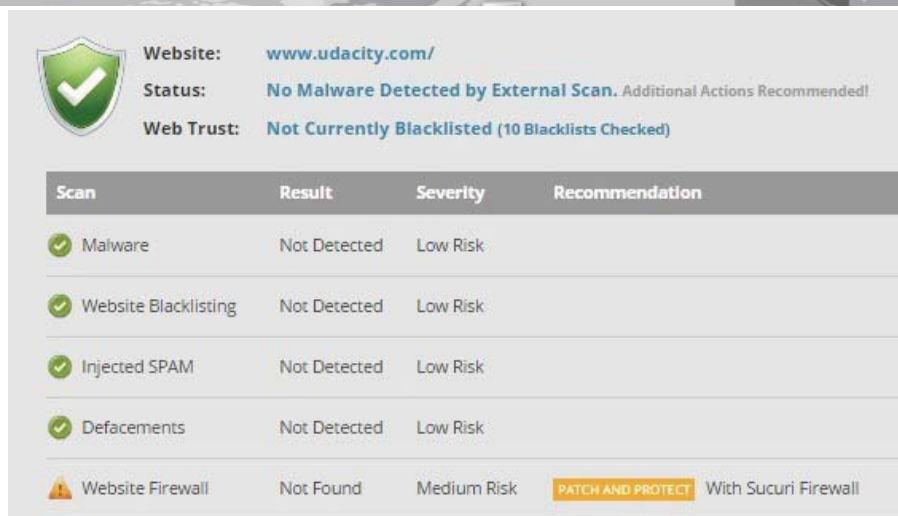 Website: www.udacity.com/
Status: No Malware Detected by External Scan. Additional Actions Recommended!
Web Trust: Not Currently Blacklisted (10 Blacklists Checked)
Scan Result Severity Recommendation
Malware Not Detected Low Risk
Website Blacklisting Not Detected Low Risk
Injected SPAM Not Detected Low Risk
Defacements Not Detected Low Risk
Website Firewall Not Found Medium Risk PATCH AND PROTECT With Sucuri Firewall